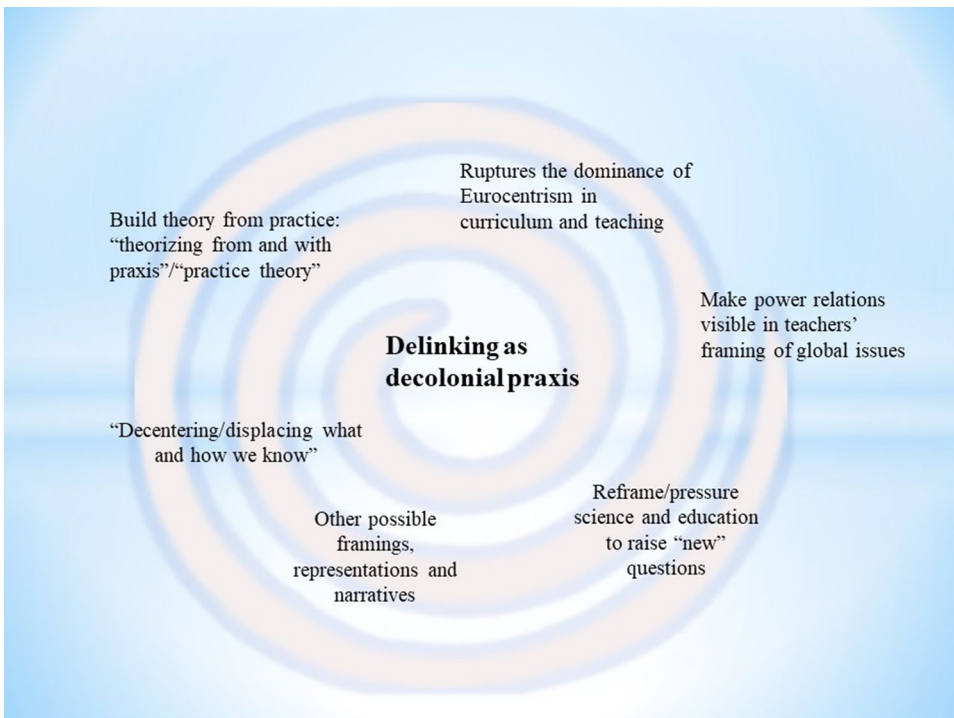 Ruptures the dominance of
Eurocentrism in
curriculum and teaching
Build theory from practice:
“theorizing from and with
praxis”/“practice theory”
Make power relations
visible in teachers’
framing of global issues
Delinking as
decolonial praxis
“Decentering/displacing what
and how we know”
Reframe/pressure
science and education
to raise “new”
questions
Other possible
framings,
representations and
narratives